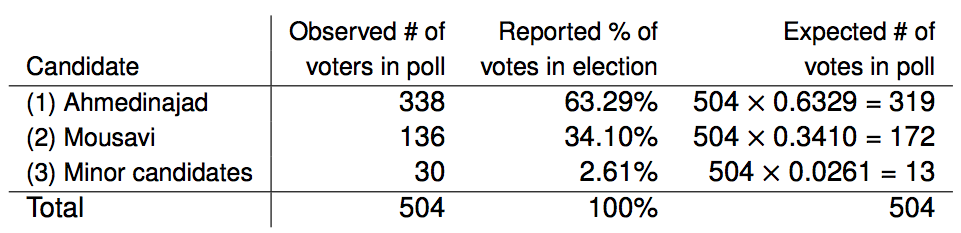 Observed # of Reported % of Expected # of
Candidate voters in poll votes in election votes in poll
(1) Ahmedinajad 338 63.29% 504 × 0.6329 = 319
(2) Mousavi 136 34.10% 504 × 0.3410 = 172
(3) Minor candidates 30 2.61% 504 × 0.0261 = 13
Total 504 100% 504